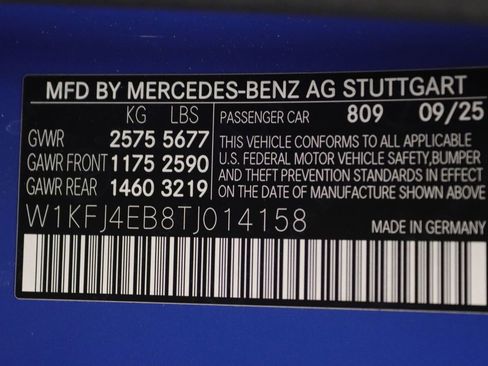 MFD BY MERCEDES-BENZ AG STUTTGART
KG LBS PASSENGER CAR 809 09/25
GVWR 2575 5677
GAWR FRONT 1175 2590
GAWR REAR 1460 3219
THIS VEHICLE CONFORMS TO ALL APPLICABLE
U.S. FEDERAL MOTOR VEHICLE SAFETY, BUMPER
AND THEFT PREVENTION STANDARDS IN EFFECT
ON THE DATE OF MANUFACTURE SHOWN ABOVE.
W1KFJ4EB8TJ014158 MADE IN GERMANY